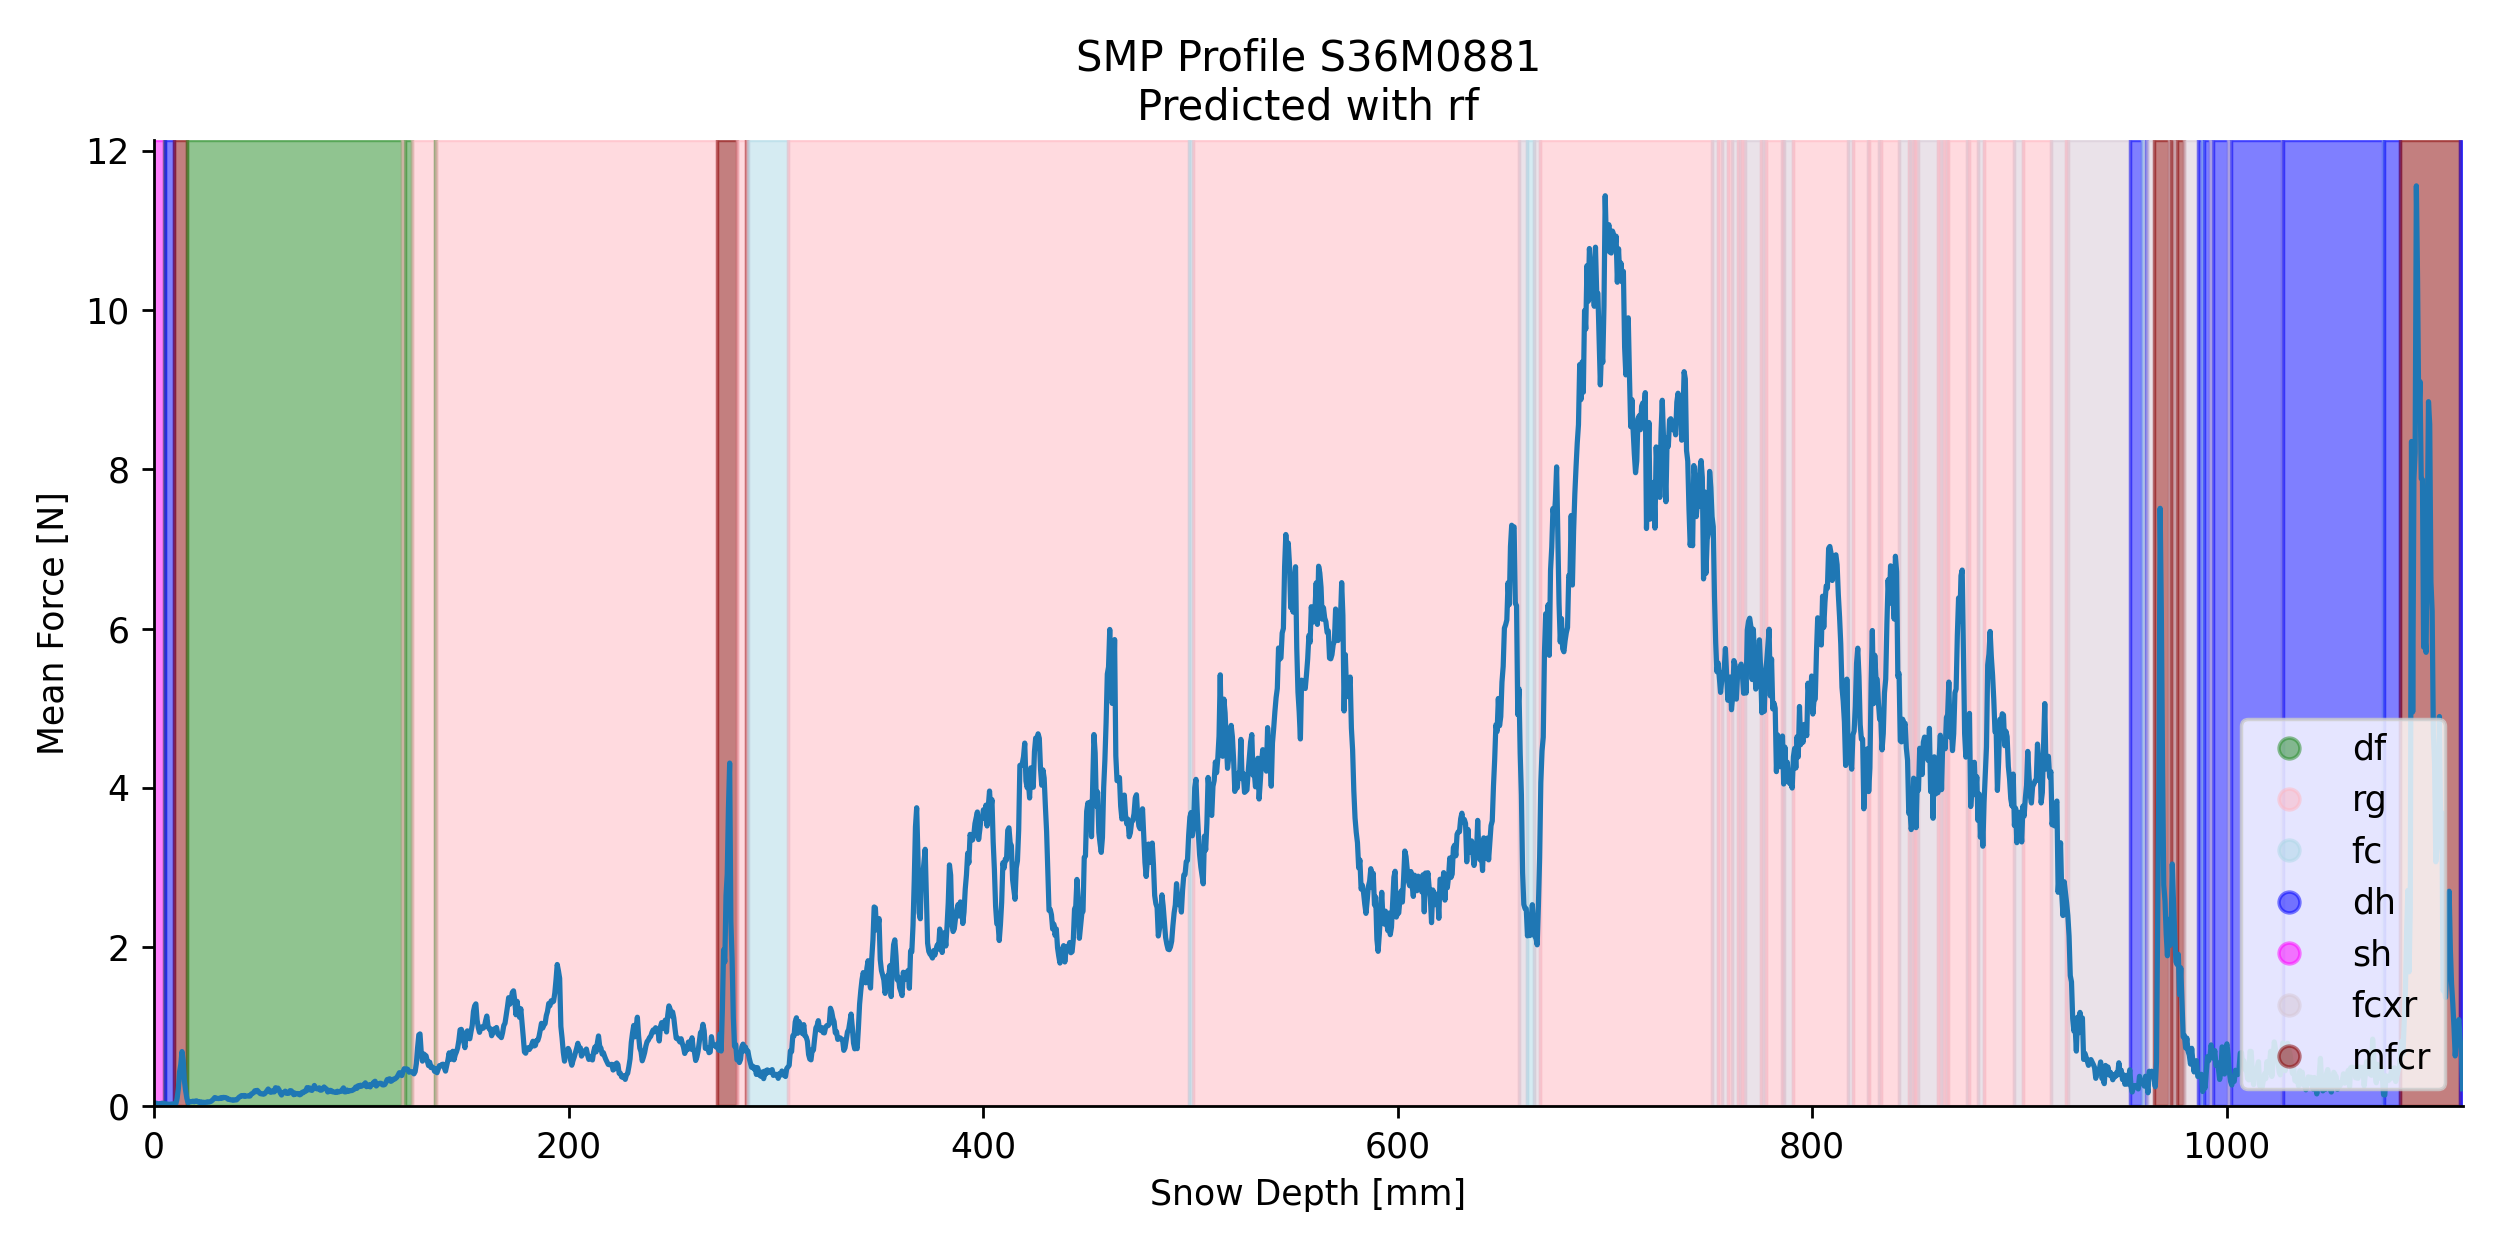 SMP Profile S36M0881
Predicted with rf
Mean Force [N]
12
10
8
6
4
2
0
0 200 400 600 800 1000
Snow Depth [mm]
df
rg
fc
dh
sh
fcxr
mfcr